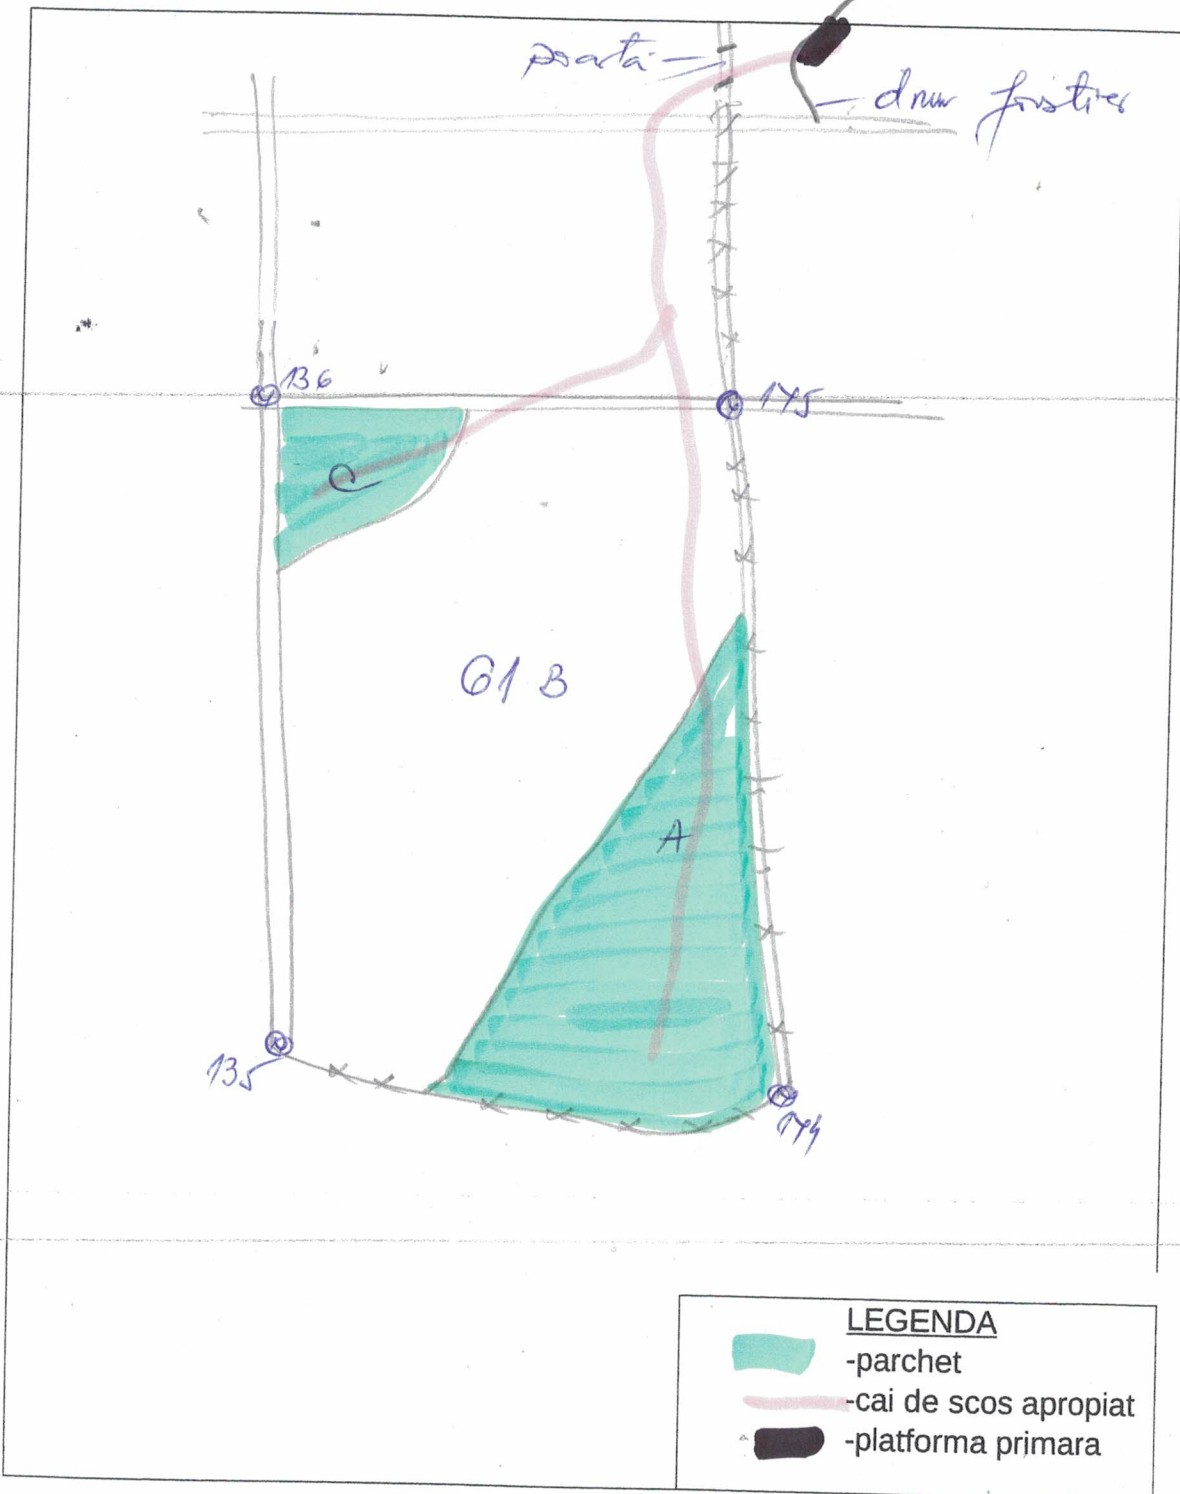 poartă
drum forestier
136
175
C
61 B
A
135
174
LEGENDA
-parchet
-cai de scos apropiat
-platforma primara